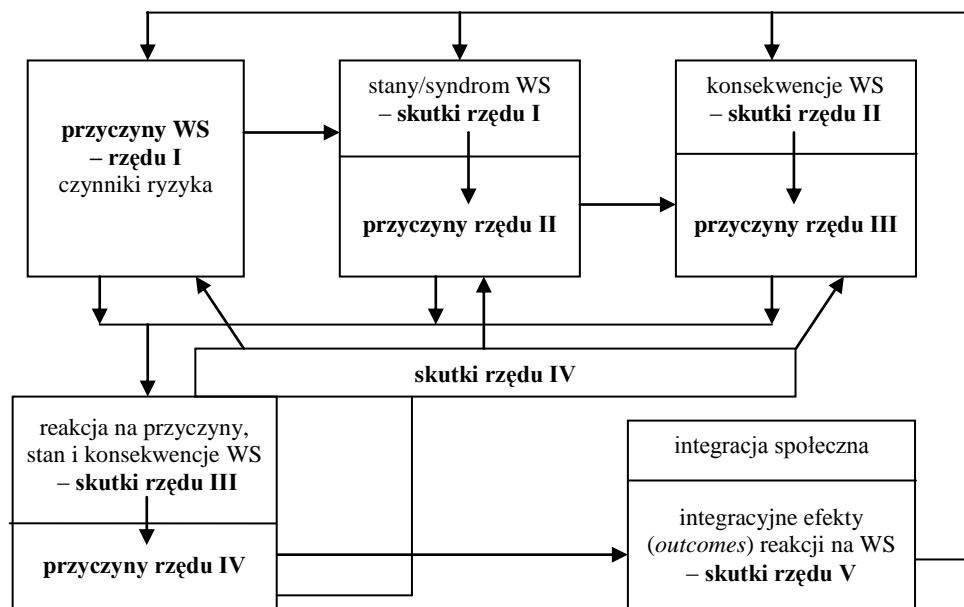 przyczyny WS
– rzędu I
czynniki ryzyka
stany/syndrom WS
– skutki rzędu I
przyczyny rzędu II
konsekwencje WS
– skutki rzędu II
przyczyny rzędu III
skutki rzędu IV
reakcja na przyczyny,
stan i konsekwencje WS
– skutki rzędu III
przyczyny rzędu IV
integracja społeczna
integracyjne efekty
(outcomes) reakcji na WS
– skutki rzędu V